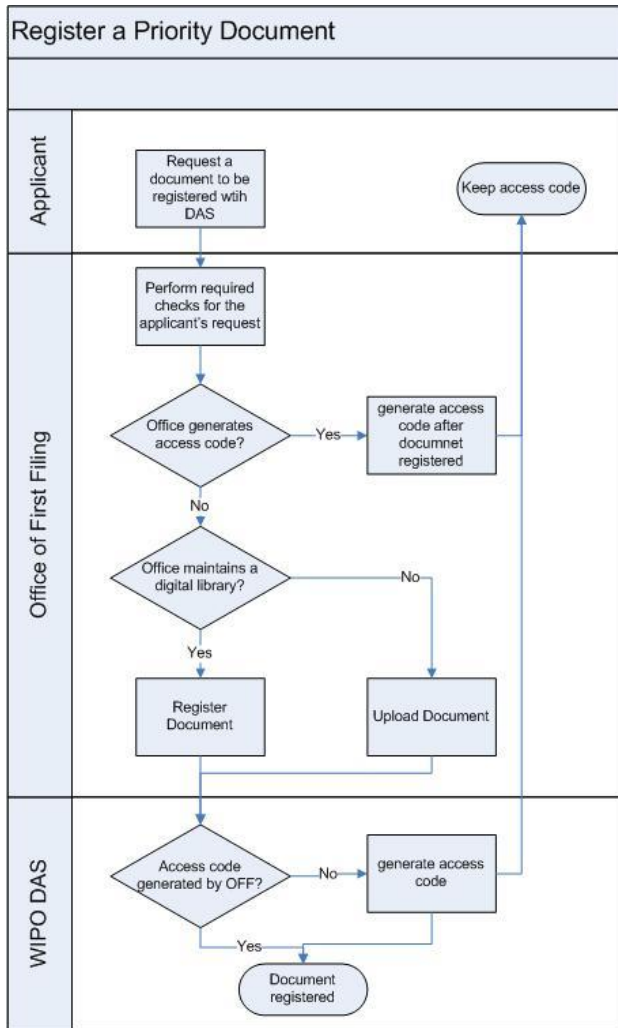 Register a Priority Document
Applicant
Request a
document to be
registered wtih
DAS
Keep access code
Office of First Filing
Perform required
checks for the
applicant's request
Office generates
access code?
Yes
generate access
code after
documnet
registered
No
Office maintains a
digital library?
No
Yes
Register
Document
Upload Document
WIPO DAS
Access code
generated by OFF?
No
generate access
code
Yes
Document
registered